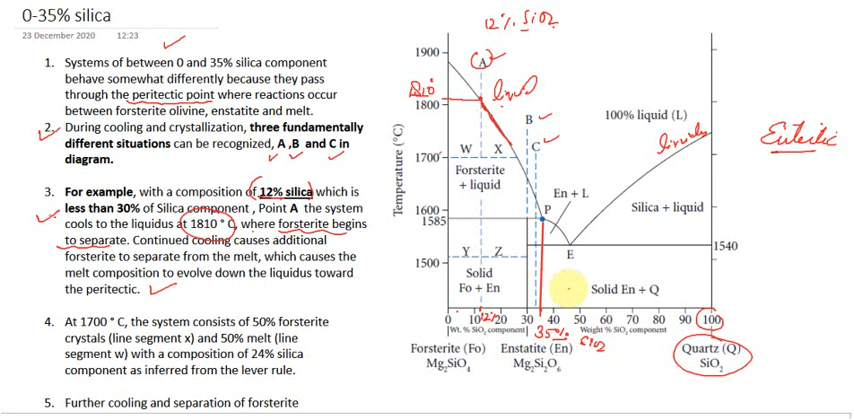 0-35% silica
23 December 2020 12:23
1. Systems of between 0 and 35% silica component
behave somewhat differently because they pass
through the peritectic point where reactions occur
between forsterite olivine, enstatite and melt.
2. During cooling and crystallization, three fundamentally
different situations can be recognized, A ,B and C in
diagram.
3. For example, with a composition of 12% silica which is
less than 30% of Silica component , Point A the system
cools to the liquidus at 1810 ° C, where forsterite begins
to separate. Continued cooling causes additional
forsterite to separate from the melt, which causes the
melt composition to evolve down the liquidus toward
the peritectic.
4. At 1700 ° C, the system consists of 50% forsterite
crystals (line segment x) and 50% melt (line
segment w) with a composition of 24% silica
component as inferred from the lever rule.
5. Further cooling and separation of forsterite
12% SiO2
Temperature (°C)
1900
1800
1700
1600
1585
1500
1540
A
liquid
B
C
100% liquid (L)
liquidus
Eutectic
W X
Forsterite
+ liquid
En + L
P
Silica + liquid
E
Y Z
Solid
Fo + En
Solid En + Q
0 10 12% 20 30 40 50 60 70 80 90 100
Wt. % SiO2 component
35% SiO2
Weight % SiO2 component
Forsterite (Fo)
Mg2SiO4
Enstatite (En)
Mg2Si2O6
Quartz (Q)
SiO2